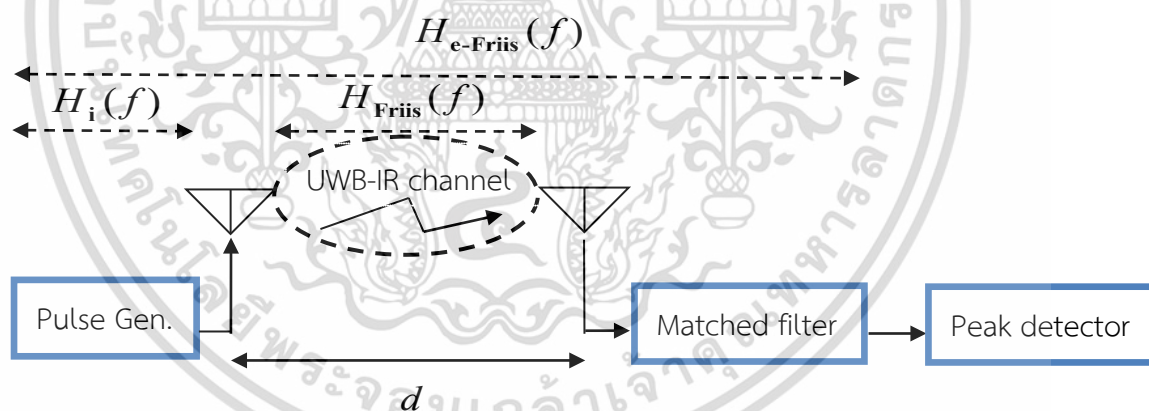 H_e-Friis(f)
H_i(f)
H_Friis(f)
UWB-IR channel
Pulse Gen.
Matched filter
Peak detector
d